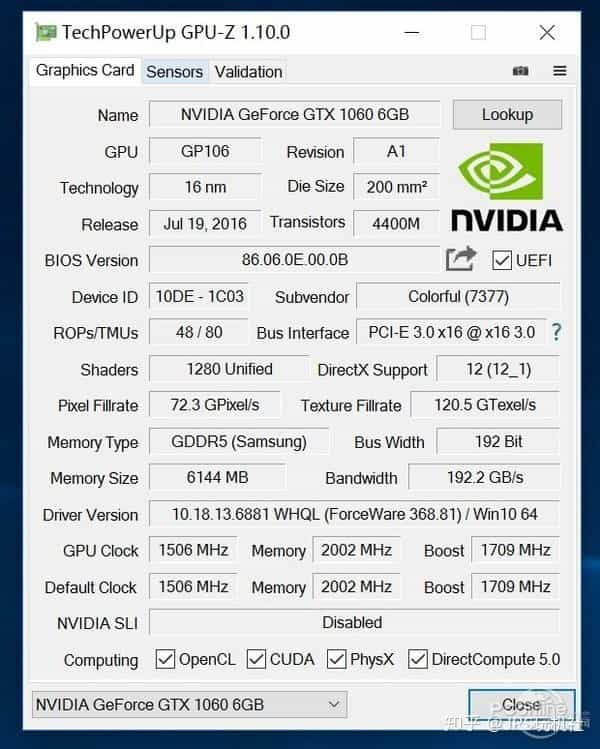 TechPowerUp GPU-Z 1.10.0
Graphics Card Sensors Validation
Name NVIDIA GeForce GTX 1060 6GB Lookup
GPU GP106 Revision A1
Technology 16 nm Die Size 200 mm²
Release Jul 19, 2016 Transistors 4400M
NVIDIA
BIOS Version 86.06.0E.00.0B UEFI
Device ID 10DE - 1C03 Subvendor Colorful (7377)
ROPs/TMUs 48 / 80 Bus Interface PCI-E 3.0 x16 @ x16 3.0 ?
Shaders 1280 Unified DirectX Support 12 (12_1)
Pixel Fillrate 72.3 GPixel/s Texture Fillrate 120.5 GTexel/s
Memory Type GDDR5 (Samsung) Bus Width 192 Bit
Memory Size 6144 MB Bandwidth 192.2 GB/s
Driver Version 10.18.13.6881 WHQL (ForceWare 368.81) / Win10 64
GPU Clock 1506 MHz Memory 2002 MHz Boost 1709 MHz
Default Clock 1506 MHz Memory 2002 MHz Boost 1709 MHz
NVIDIA SLI Disabled
Computing OpenCL CUDA PhysX DirectCompute 5.0
NVIDIA GeForce GTX 1060 6GB Close
知乎